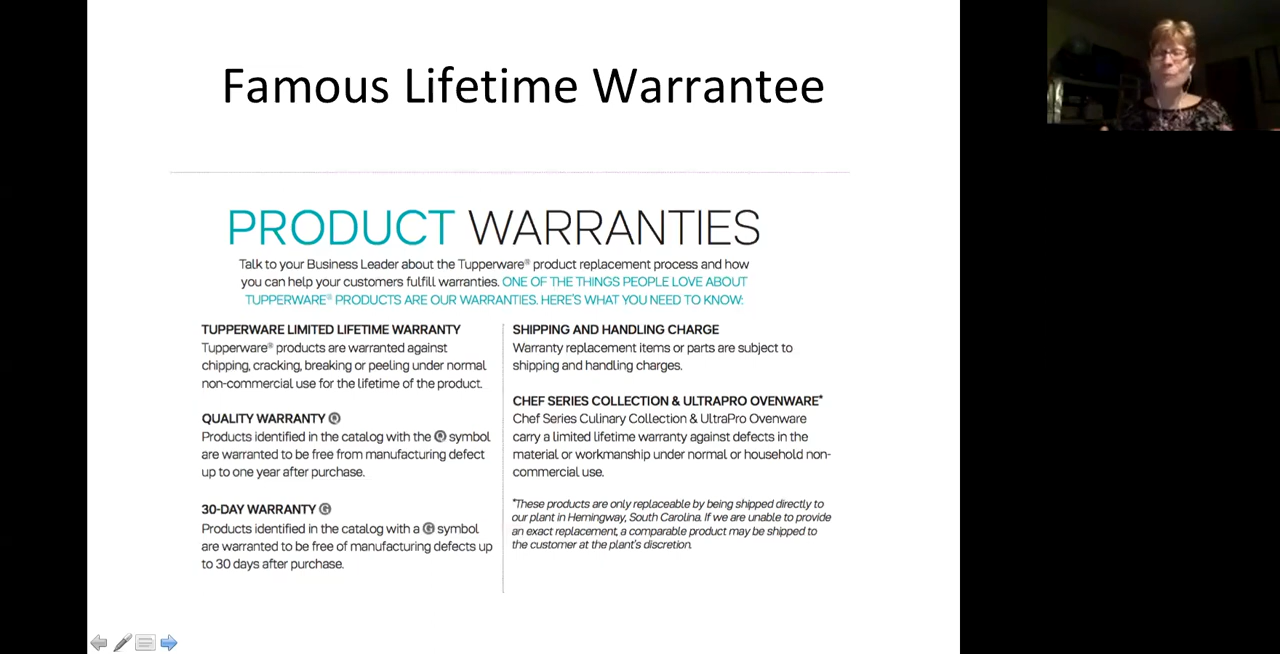 Famous Lifetime Warrantee
PRODUCT WARRANTIES
Talk to your Business Leader about the Tupperware® product replacement process and how
you can help your customers fulfill warranties. ONE OF THE THINGS PEOPLE LOVE ABOUT
TUPPERWARE® PRODUCTS ARE OUR WARRANTIES. HERE'S WHAT YOU NEED TO KNOW:
TUPPERWARE LIMITED LIFETIME WARRANTY
Tupperware® products are warranted against
chipping, cracking, breaking or peeling under normal
non-commercial use for the lifetime of the product.
QUALITY WARRANTY Q
Products identified in the catalog with the Q symbol
are warranted to be free from manufacturing defect
up to one year after purchase.
30-DAY WARRANTY G
Products identified in the catalog with a G symbol
are warranted to be free of manufacturing defects up
to 30 days after purchase.
SHIPPING AND HANDLING CHARGE
Warranty replacement items or parts are subject to
shipping and handling charges.
CHEF SERIES COLLECTION & ULTRAPRO OVENWARE*
Chef Series Culinary Collection & UltraPro Ovenware
carry a limited lifetime warranty against defects in the
material or workmanship under normal or household non-
commercial use.
*These products are only replaceable by being shipped directly to
our plant in Hemingway, South Carolina. If we are unable to provide
an exact replacement, a comparable product may be shipped to
the customer at the plant's discretion.